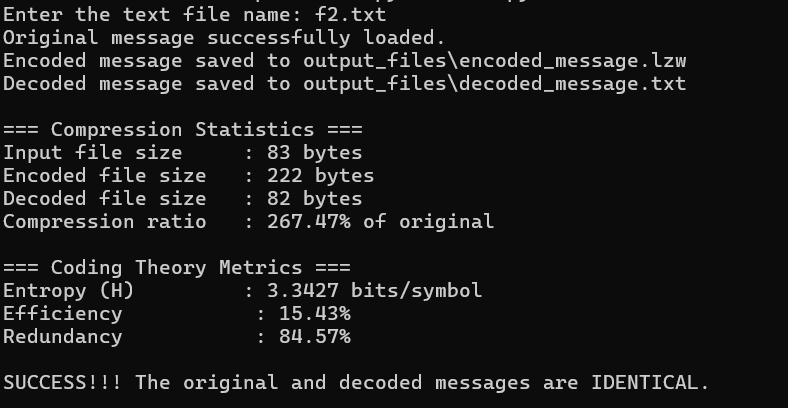 Enter the text file name: f2.txt
Original message successfully loaded.
Encoded message saved to output_files\encoded_message.lzw
Decoded message saved to output_files\decoded_message.txt
=== Compression Statistics ===
Input file size     : 83 bytes
Encoded file size   : 222 bytes
Decoded file size   : 82 bytes
Compression ratio   : 267.47% of original
=== Coding Theory Metrics ===
Entropy (H)         : 3.3427 bits/symbol
Efficiency           : 15.43%
Redundancy           : 84.57%
SUCCESS!!! The original and decoded messages are IDENTICAL.